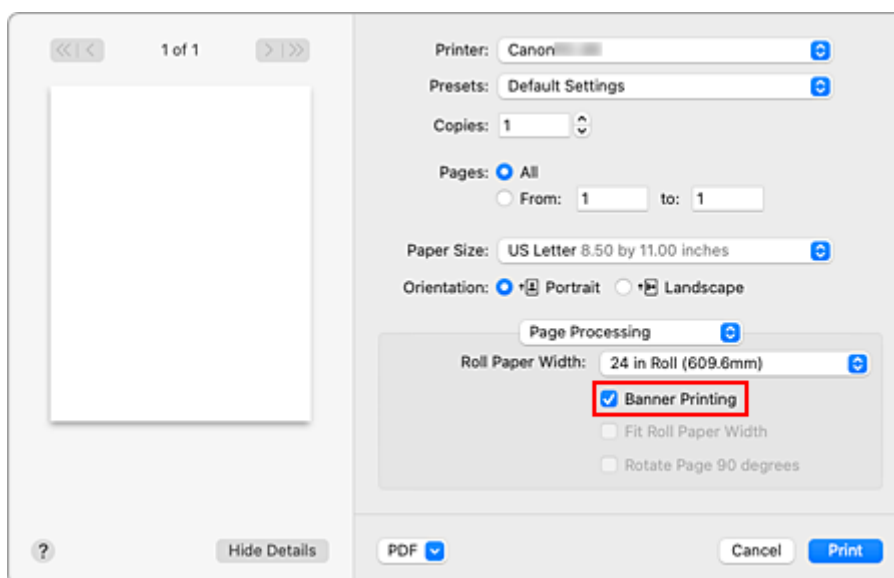 1 of 1
Printer: Canon
Presets: Default Settings
Copies: 1
Pages: All
From: 1 to: 1
Paper Size: US Letter 8.50 by 11.00 inches
Orientation: Portrait Landscape
Page Processing
Roll Paper Width: 24 in Roll (609.6mm)
Banner Printing
Fit Roll Paper Width
Rotate Page 90 degrees
? Hide Details PDF Cancel Print